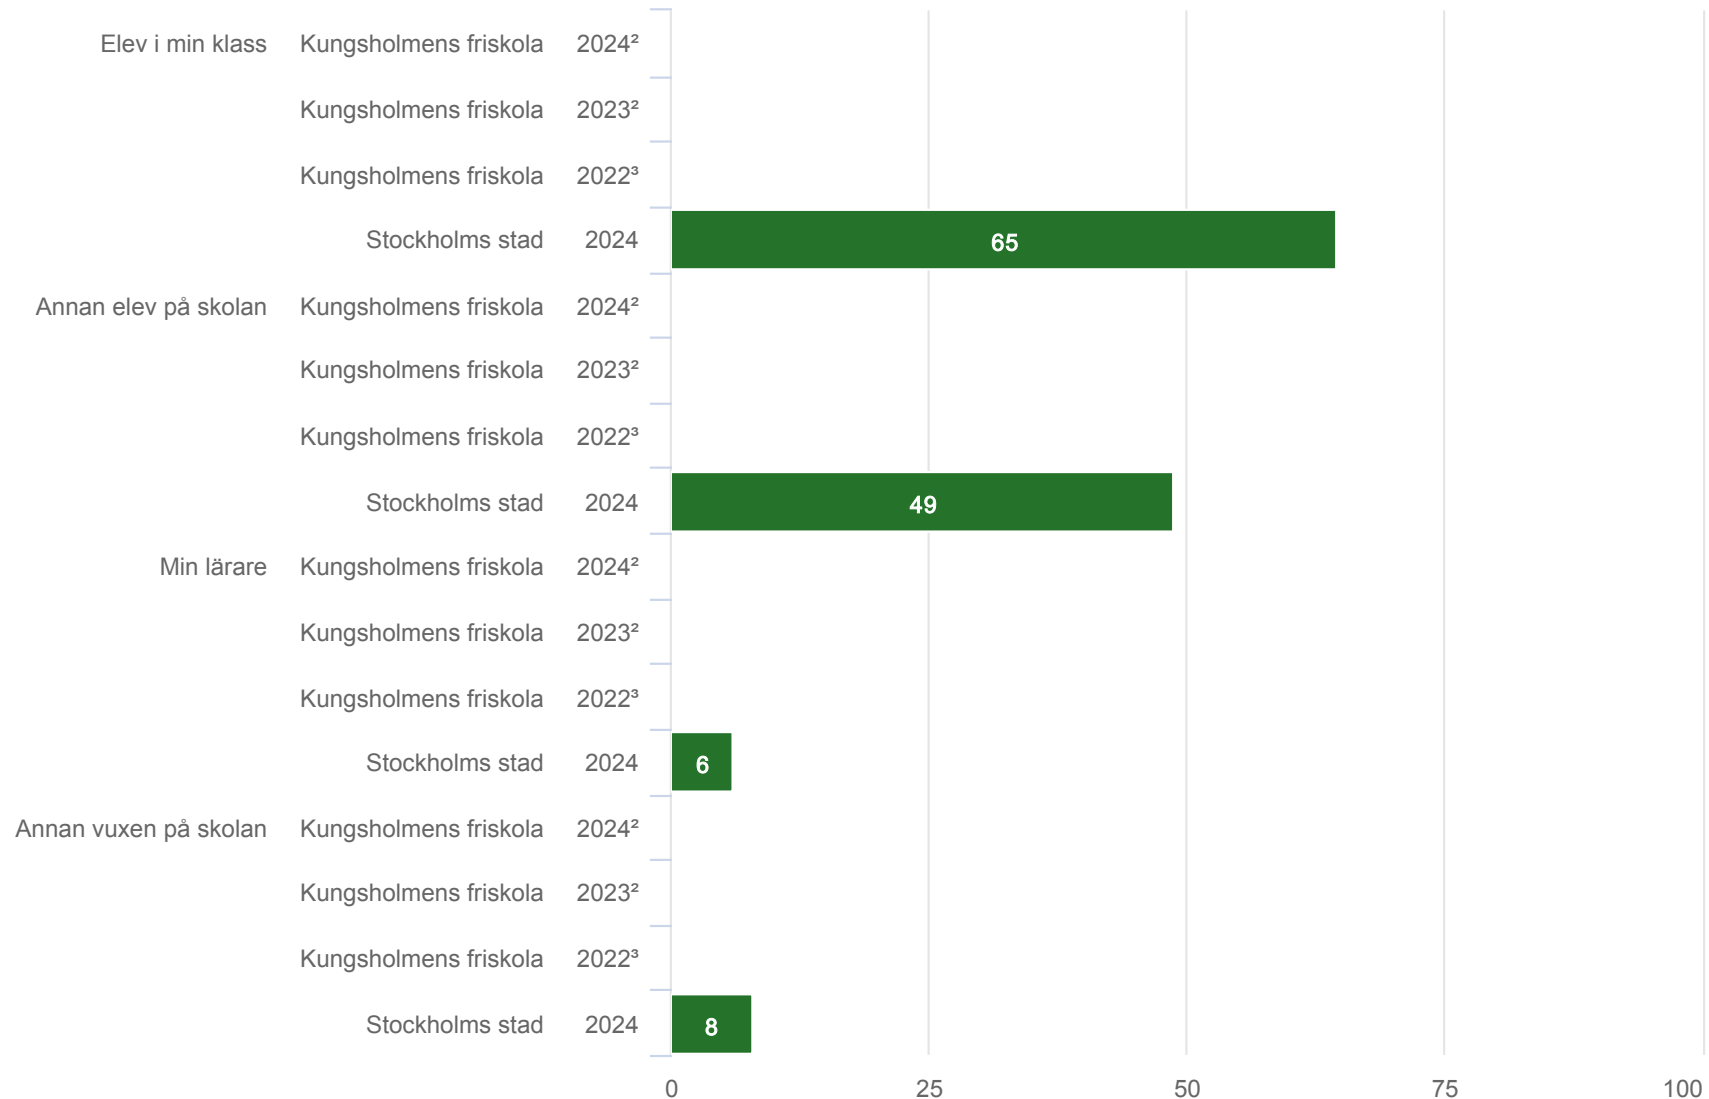 Elev i min klass Kungsholmens friskola 2024²
Kungsholmens friskola 2023²
Kungsholmens friskola 2022³
Stockholms stad 2024 65
Annan elev på skolan Kungsholmens friskola 2024²
Kungsholmens friskola 2023²
Kungsholmens friskola 2022³
Stockholms stad 2024 49
Min lärare Kungsholmens friskola 2024²
Kungsholmens friskola 2023²
Kungsholmens friskola 2022³
Stockholms stad 2024 6
Annan vuxen på skolan Kungsholmens friskola 2024²
Kungsholmens friskola 2023²
Kungsholmens friskola 2022³
Stockholms stad 2024 8
0 25 50 75 100